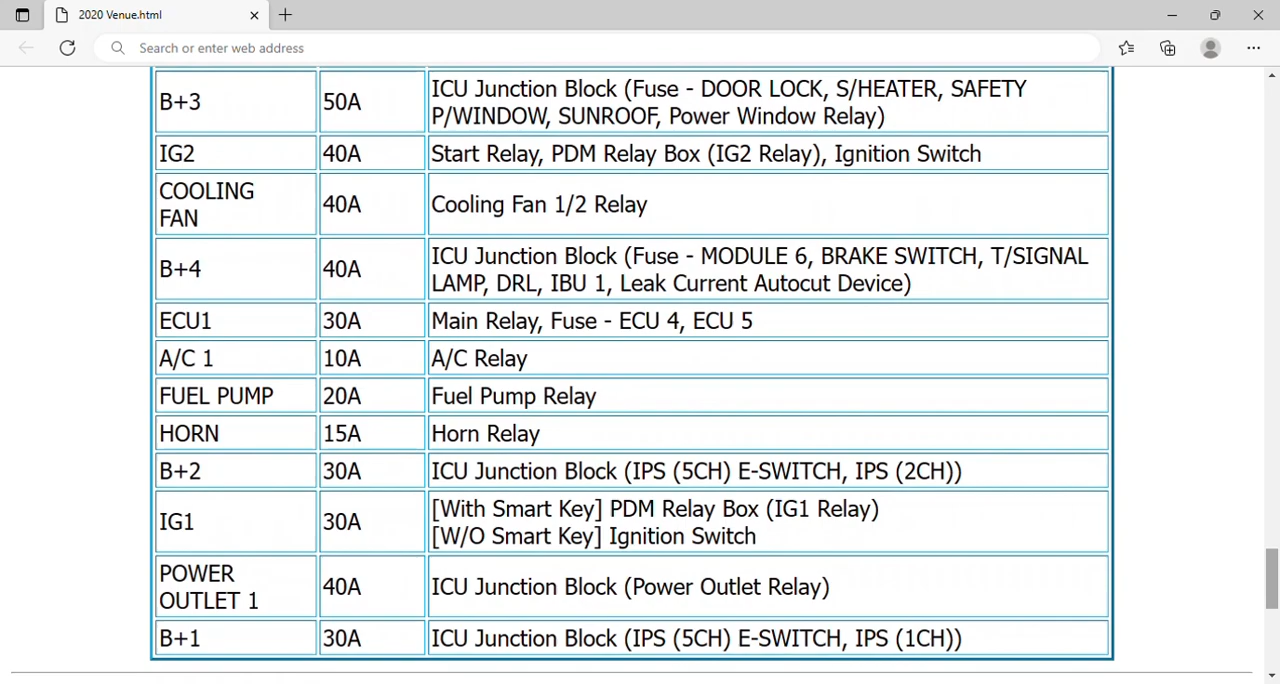 2020 Venue.html
Search or enter web address
B+3 50A ICU Junction Block (Fuse - DOOR LOCK, S/HEATER, SAFETY
P/WINDOW, SUNROOF, Power Window Relay)
IG2 40A Start Relay, PDM Relay Box (IG2 Relay), Ignition Switch
COOLING
FAN 40A Cooling Fan 1/2 Relay
B+4 40A ICU Junction Block (Fuse - MODULE 6, BRAKE SWITCH, T/SIGNAL
LAMP, DRL, IBU 1, Leak Current Autocut Device)
ECU1 30A Main Relay, Fuse - ECU 4, ECU 5
A/C 1 10A A/C Relay
FUEL PUMP 20A Fuel Pump Relay
HORN 15A Horn Relay
B+2 30A ICU Junction Block (IPS (5CH) E-SWITCH, IPS (2CH))
IG1 30A [With Smart Key] PDM Relay Box (IG1 Relay)
[W/O Smart Key] Ignition Switch
POWER
OUTLET 1 40A ICU Junction Block (Power Outlet Relay)
B+1 30A ICU Junction Block (IPS (5CH) E-SWITCH, IPS (1CH))